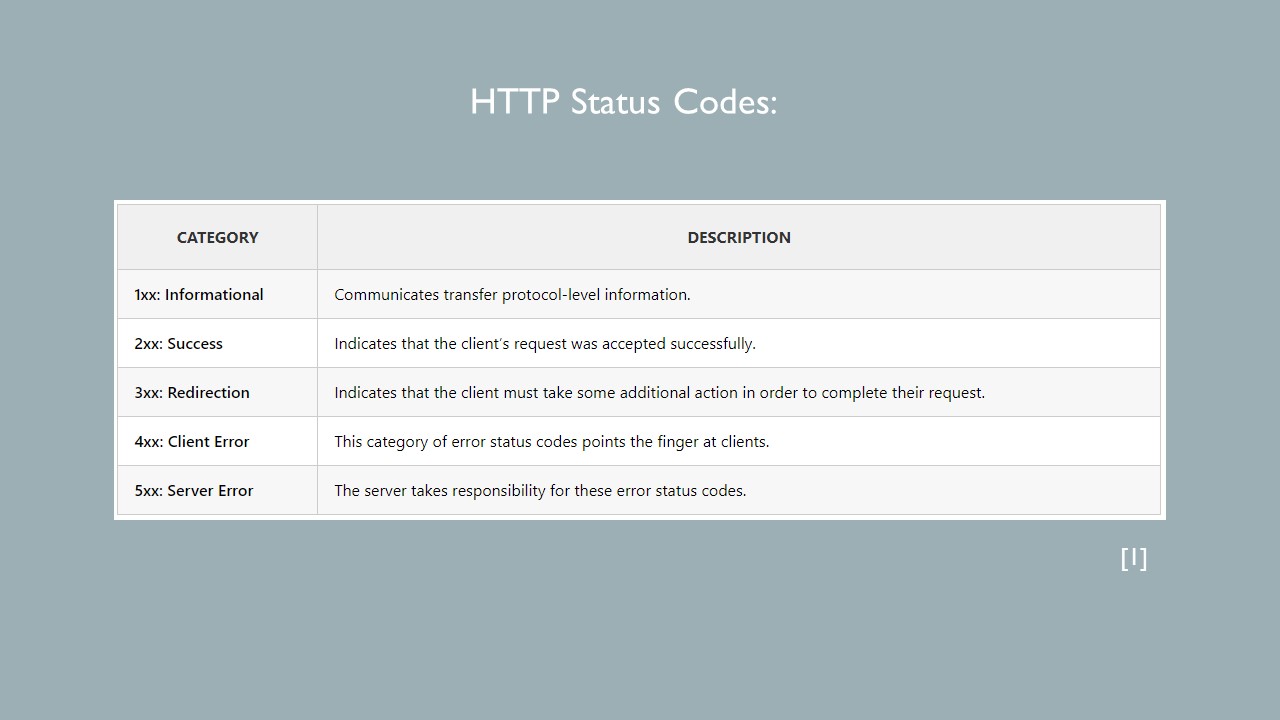 HTTP Status Codes:
CATEGORY DESCRIPTION
1xx: Informational Communicates transfer protocol-level information.
2xx: Success Indicates that the client’s request was accepted successfully.
3xx: Redirection Indicates that the client must take some additional action in order to complete their request.
4xx: Client Error This category of error status codes points the finger at clients.
5xx: Server Error The server takes responsibility for these error status codes.
[1]